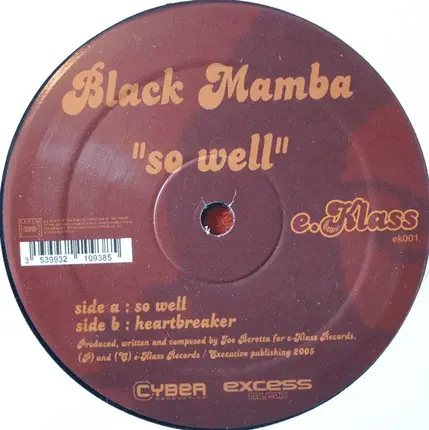 Black Mamba
"so well"
e.Klass
ek001
3 539932 109385
side a : so well
side b : heartbreaker
Produced, written and composed by Joe Beretta for e-Klass Records.
(P) and (C) e-Klass Records / Executive publishing 2005
CYBER
PRODUCTION
excess